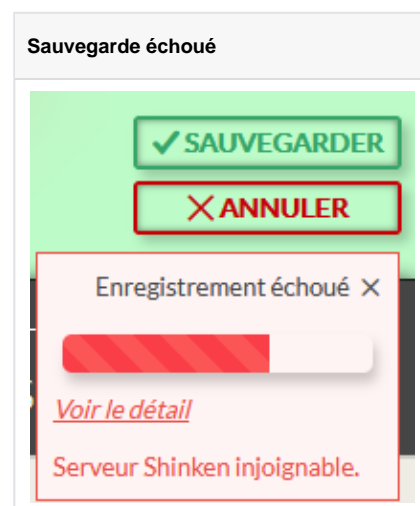 Sauvegarde échoué
SAUVEGARDER
ANNULER
Enregistrement échoué
Voir le détail
Serveur Shinken injoignable.